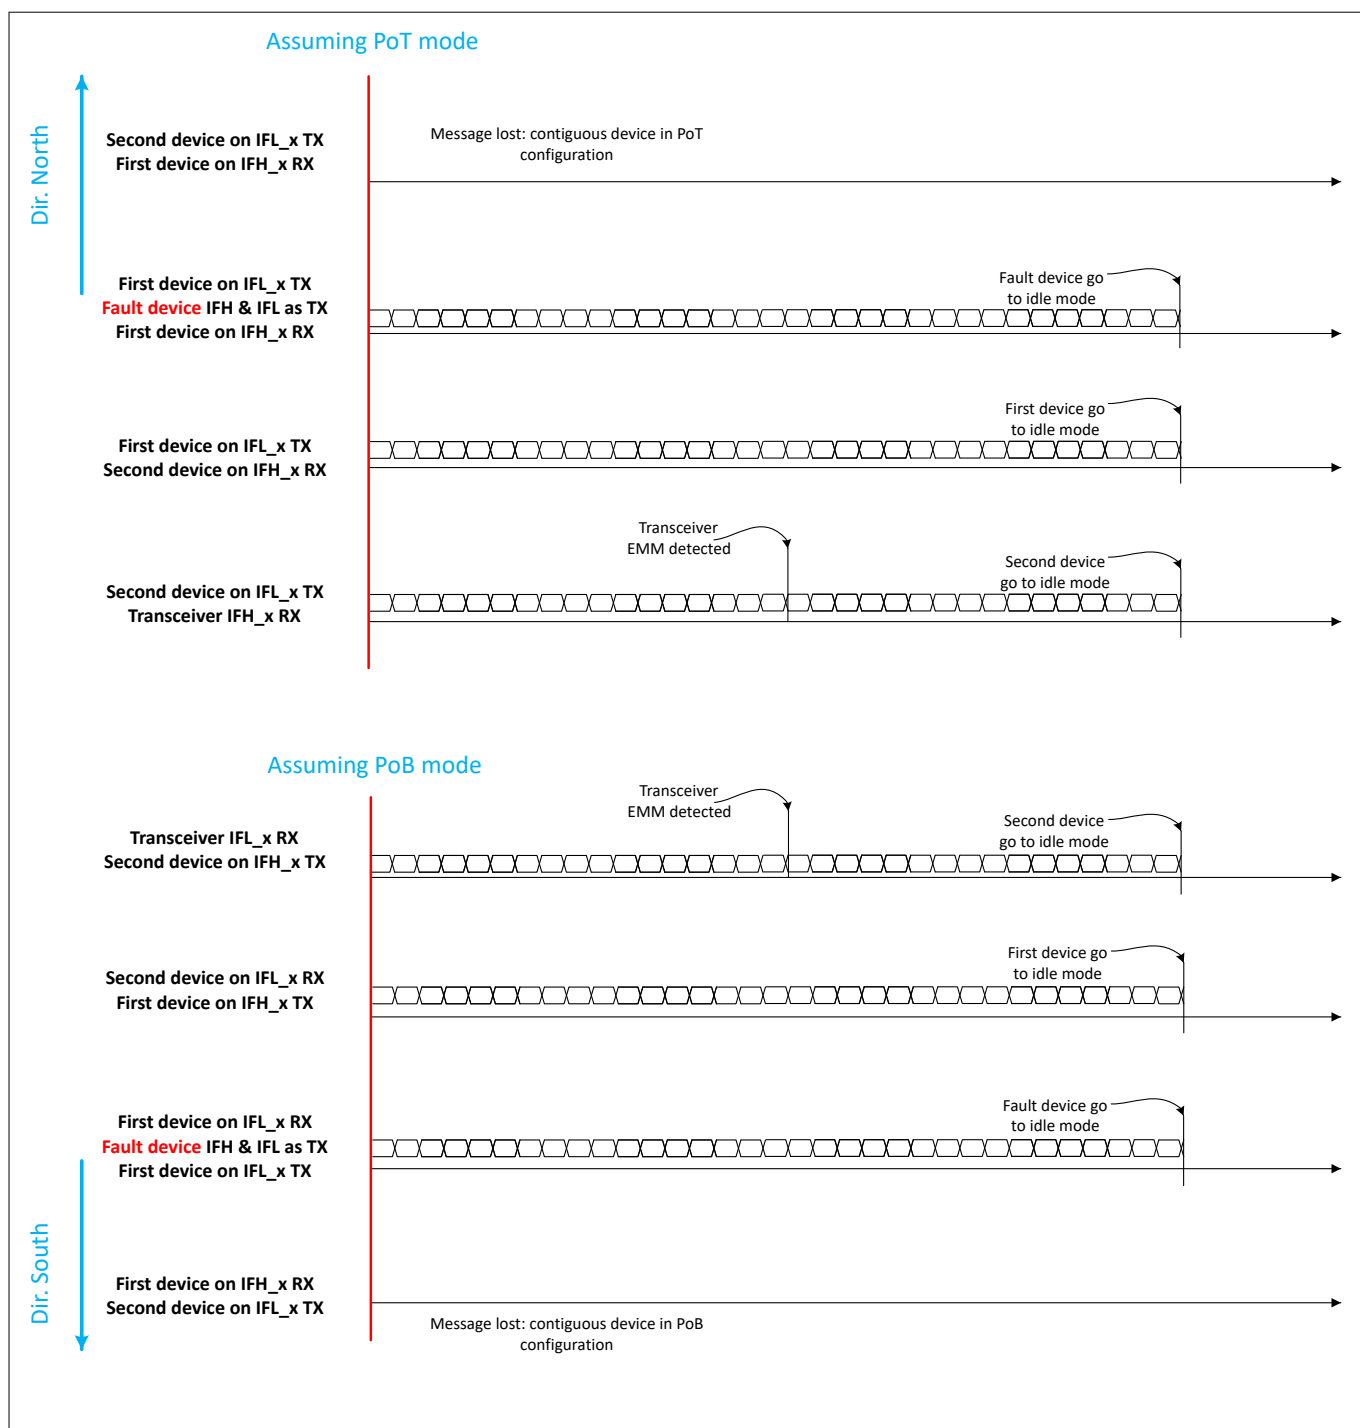 Assuming PoT mode
Dir. North
Second device on IFL_x TX
First device on IFH_x RX
Message lost: contiguous device in PoT
configuration
First device on IFL_x TX
Fault device IFH & IFL as TX
First device on IFH_x RX
Fault device go
to idle mode
First device on IFL_x TX
Second device on IFH_x RX
First device go
to idle mode
Second device on IFL_x TX
Transceiver IFH_x RX
Transceiver
EMM detected
Second device
go to idle mode
Assuming PoB mode
Transceiver IFL_x RX
Second device on IFH_x TX
Transceiver
EMM detected
Second device
go to idle mode
Second device on IFL_x RX
First device on IFH_x TX
First device go
to idle mode
First device on IFL_x RX
Fault device IFH & IFL as TX
First device on IFL_x TX
Fault device go
to idle mode
Dir. South
First device on IFH_x RX
Second device on IFL_x TX
Message lost: contiguous device in PoB
configuration